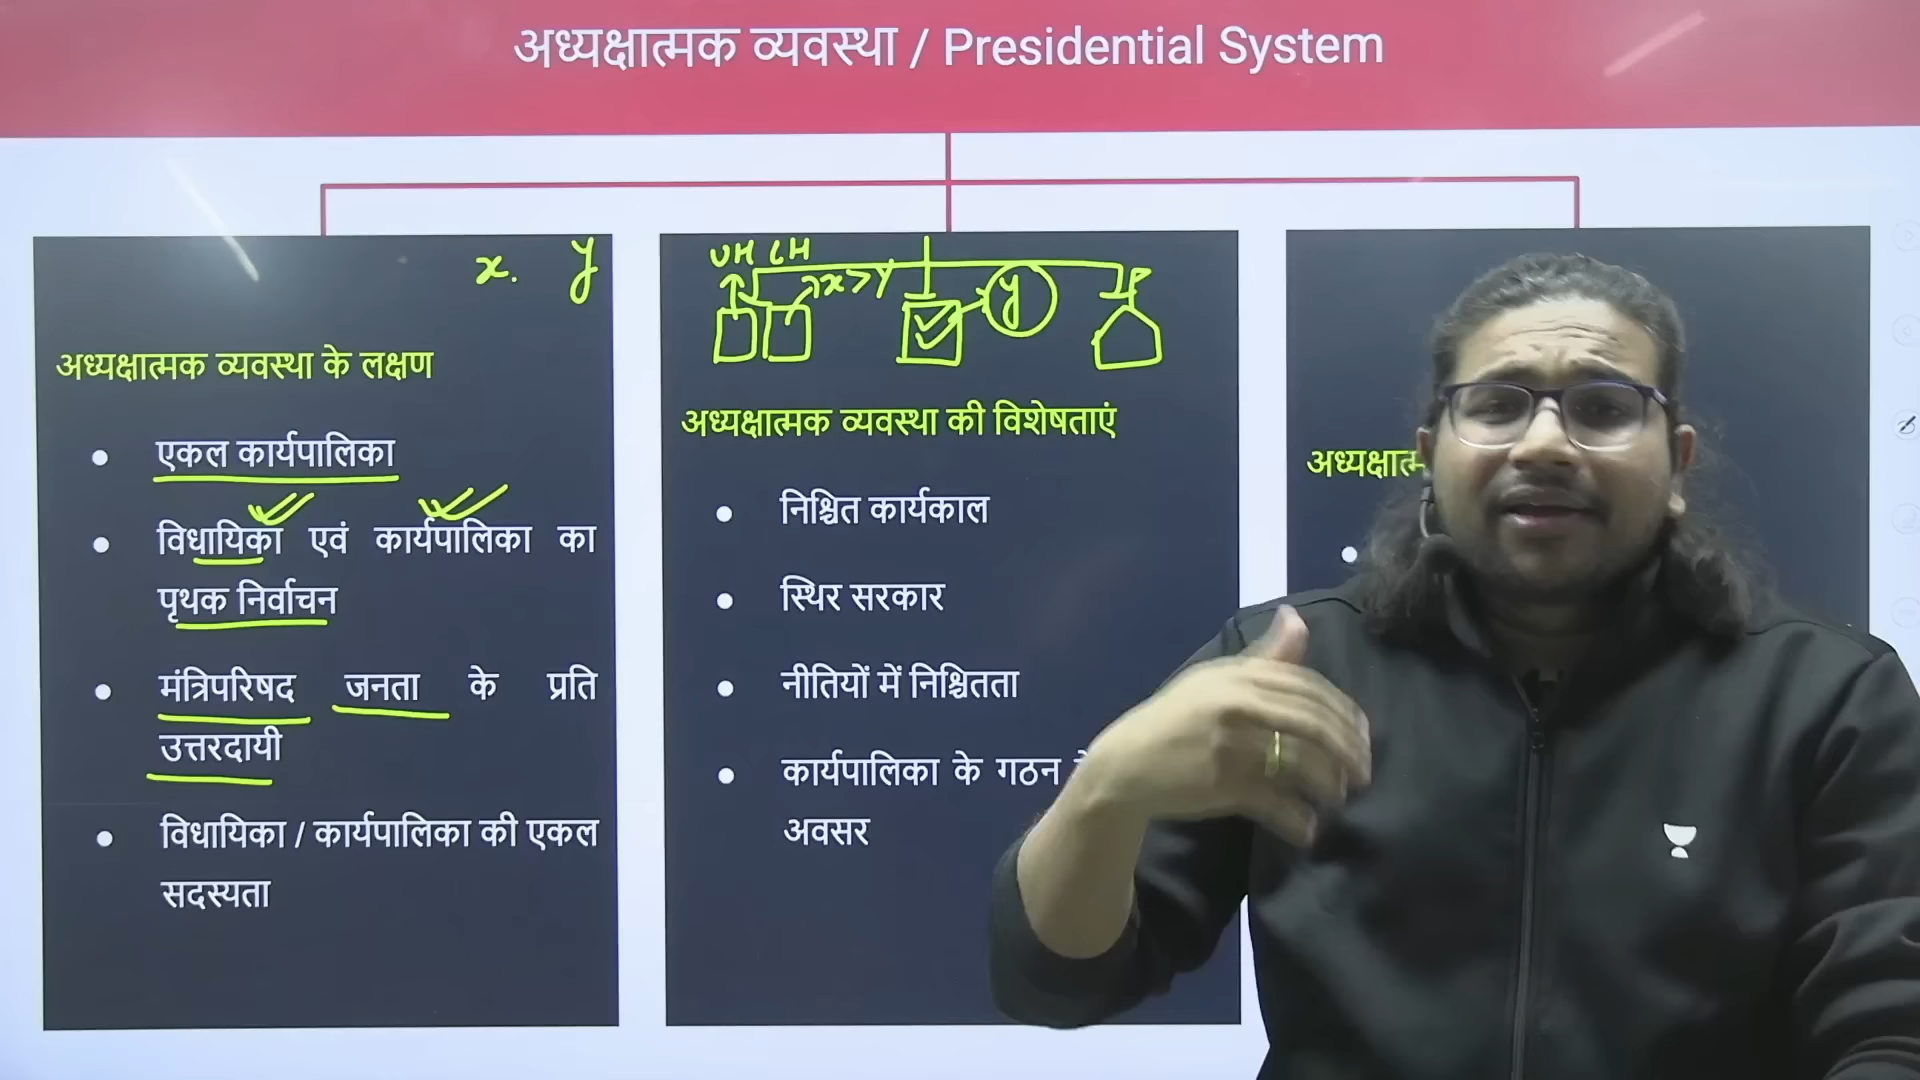 अध्यक्षात्मक व्यवस्था / Presidential System
x. y
अध्यक्षात्मक व्यवस्था के लक्षण
एकल कार्यपालिका
विधायिका एवं कार्यपालिका का
पृथक निर्वाचन
मंत्रिपरिषद जनता के प्रति
उत्तरदायी
विधायिका / कार्यपालिका की एकल
सदस्यता
UH LH
x > y y
अध्यक्षात्मक व्यवस्था की विशेषताएं
निश्चित कार्यकाल
स्थिर सरकार
नीतियों में निश्चितता
कार्यपालिका के गठन
अवसर